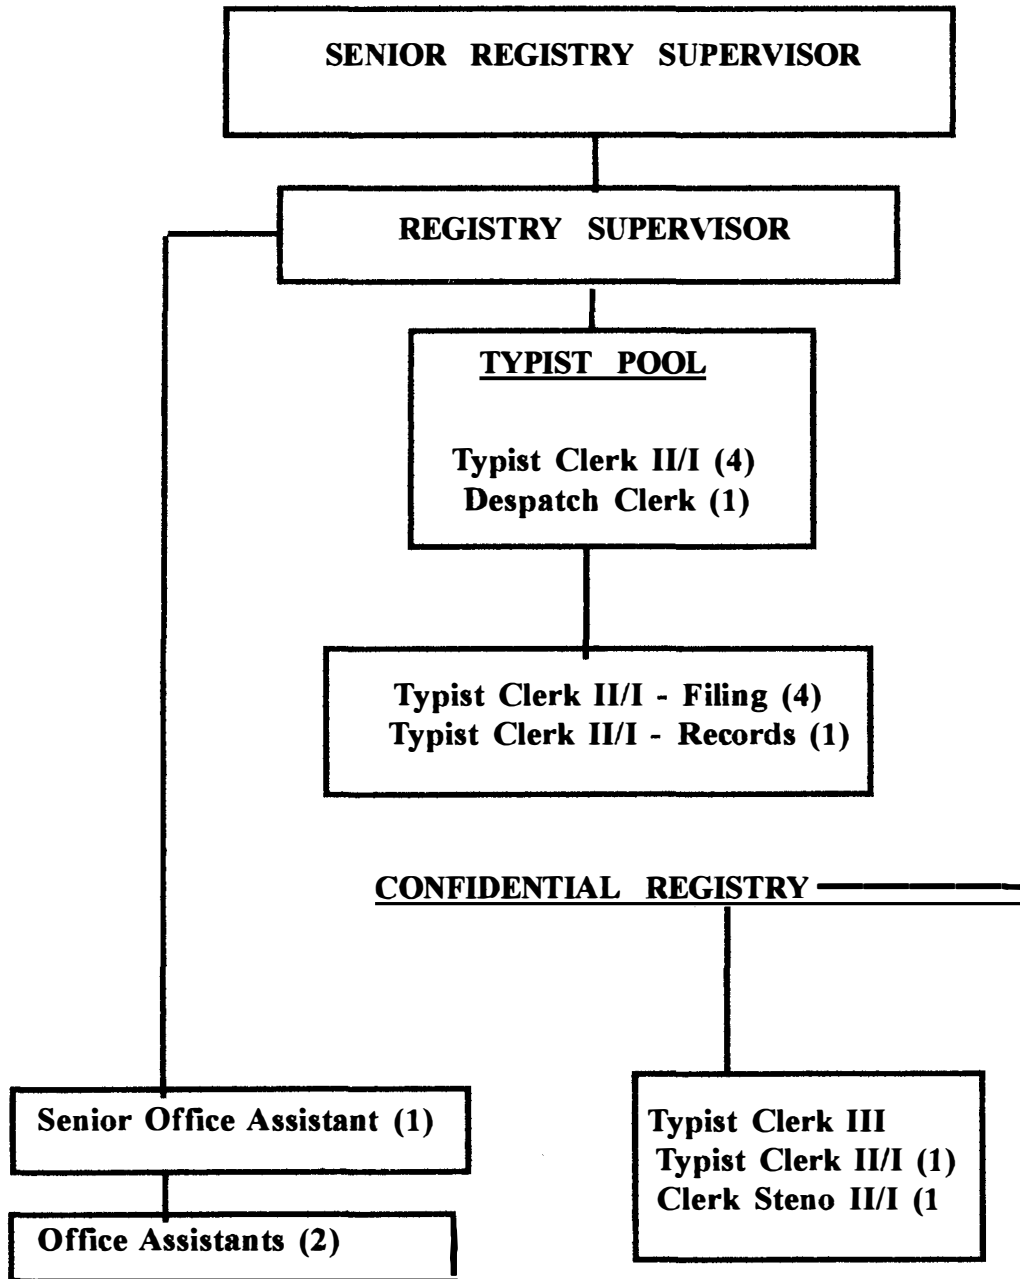 SENIOR REGISTRY SUPERVISOR
REGISTRY SUPERVISOR
TYPIST POOL
Typist Clerk II/I (4)
Despatch Clerk (1)
Typist Clerk II/I - Filing (4)
Typist Clerk II/I - Records (1)
CONFIDENTIAL REGISTRY
Senior Office Assistant (1)
Office Assistants (2)
Typist Clerk III
Typist Clerk II/I (1)
Clerk Steno II/I (1